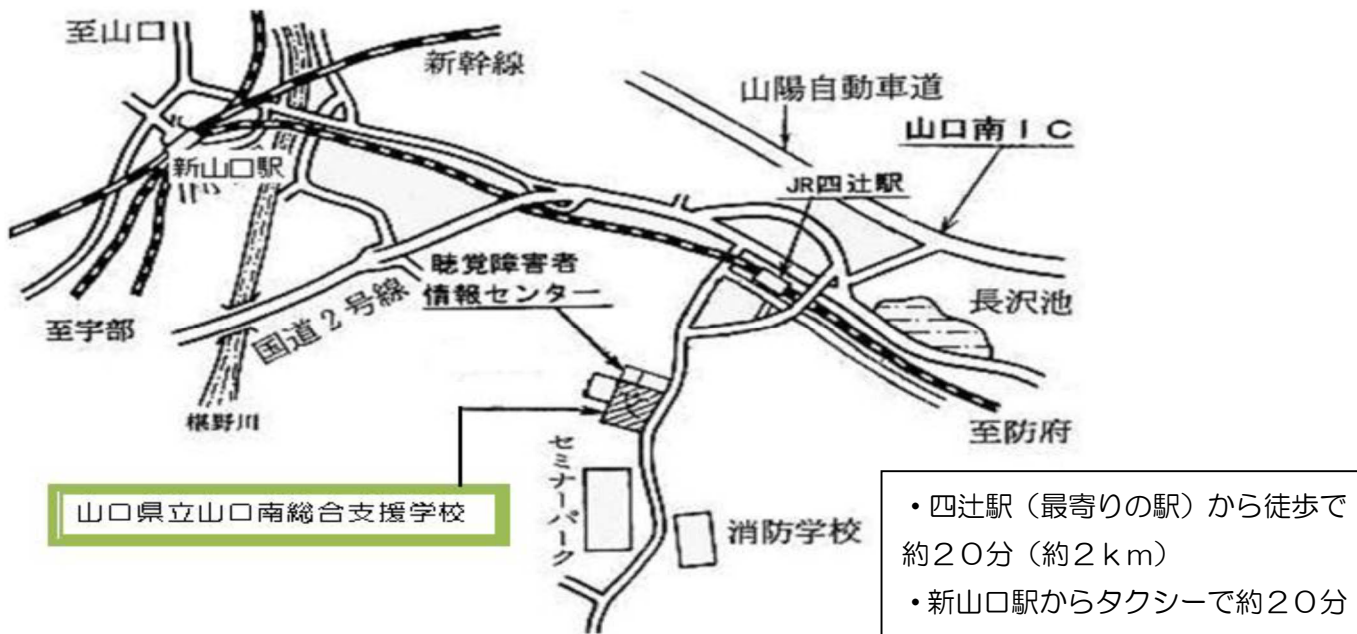 至山口
新幹線
山陽自動車道
山口南IC
新山口駅
JR四辻駅
聴覚障害者
情報センター
長沢池
至宇部
国道2号線
椹野川
至防府
山口県立山口南総合支援学校
セミナーパーク
消防学校
・四辻駅（最寄りの駅）から徒歩で
約20分（約2km）
・新山口駅からタクシーで約20分